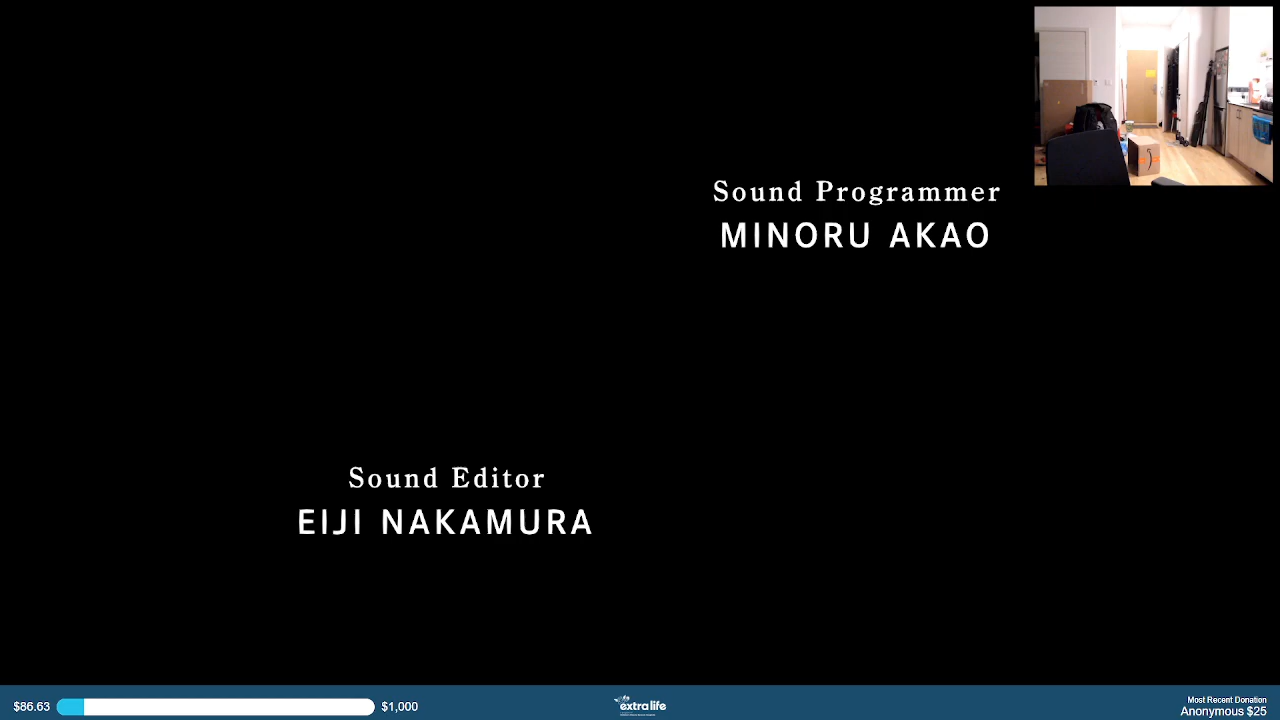 Sound Programmer
MINORU AKAO
Sound Editor
EIJI NAKAMURA
$86.63
$1,000
extra life
Most Recent Donation
Anonymous $25